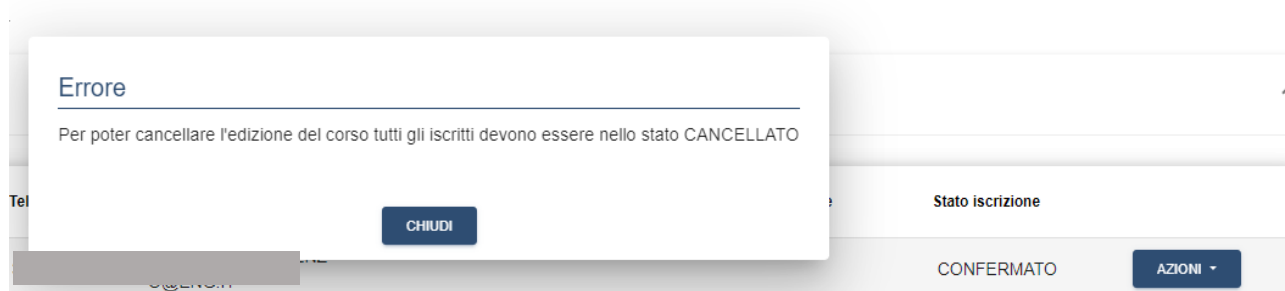 Errore
Per poter cancellare l'edizione del corso tutti gli iscritti devono essere nello stato CANCELLATO
CHIUDI
Tel
Stato iscrizione
CONFERMATO
AZIONI